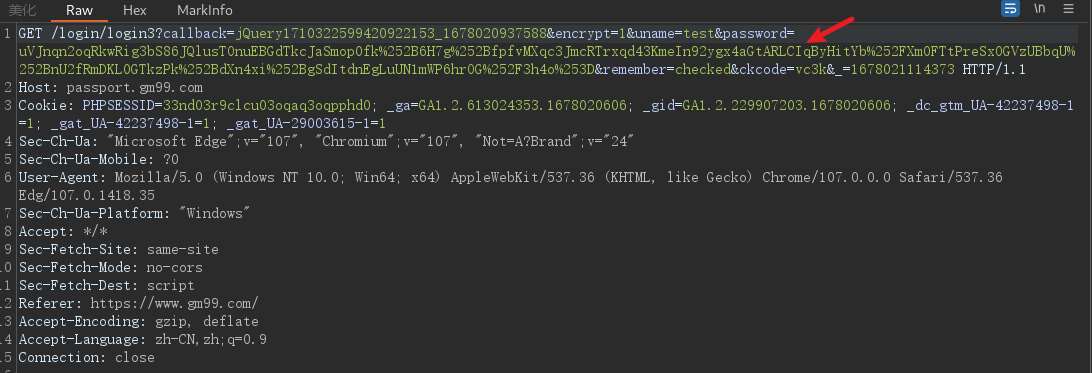 美化 Raw Hex MarkInfo \n
1 GET /login/login3?callback=jQuery1710322599420922153_1678020937588&encrypt=1&uname=test&password=
uVJnqn2oqRkwRig3bS86JQlusT0nuEBGdTkcJaSmop0fk%252B6H7g%252BfpfvMXqc3JmcRTrxqd43KmeIn92ygx4aGtARLCIqByHitYb%252FXm0FTtPreSx0GVzUBbqU%
252BnU2fRmDKL0GTkzPk%252BdXn4xi%252BgSdItdnEgLuUN1mWP6hr0G%252F3h4o%253D&remember=checked&ckcode=vc3k&_=1678021114373 HTTP/1.1
2 Host: passport.gm99.com
3 Cookie: PHPSESSID=33nd03r9clcu03oqaq3oqpphd0; _ga=GA1.2.613024353.1678020606; _gid=GA1.2.229907203.1678020606; _dc_gtm_UA-42237498-1
=1; _gat_UA-42237498-1=1; _gat_UA-29003615-1=1
4 Sec-Ch-Ua: "Microsoft Edge";v="107", "Chromium";v="107", "Not=A?Brand";v="24"
5 Sec-Ch-Ua-Mobile: ?0
6 User-Agent: Mozilla/5.0 (Windows NT 10.0; Win64; x64) AppleWebKit/537.36 (KHTML, like Gecko) Chrome/107.0.0.0 Safari/537.36
Edg/107.0.1418.35
7 Sec-Ch-Ua-Platform: "Windows"
8 Accept: */*
9 Sec-Fetch-Site: same-site
10 Sec-Fetch-Mode: no-cors
11 Sec-Fetch-Dest: script
12 Referer: https://www.gm99.com/
13 Accept-Encoding: gzip, deflate
14 Accept-Language: zh-CN,zh;q=0.9
15 Connection: close